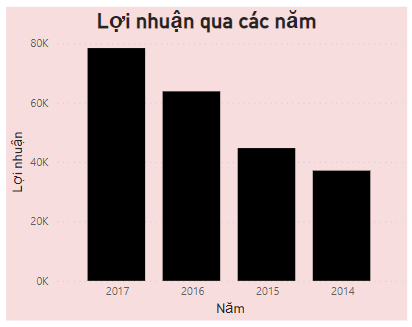 Lợi nhuận qua các năm
80K
60K
40K
20K
0K
Lợi nhuận
2017 2016 2015 2014
Năm